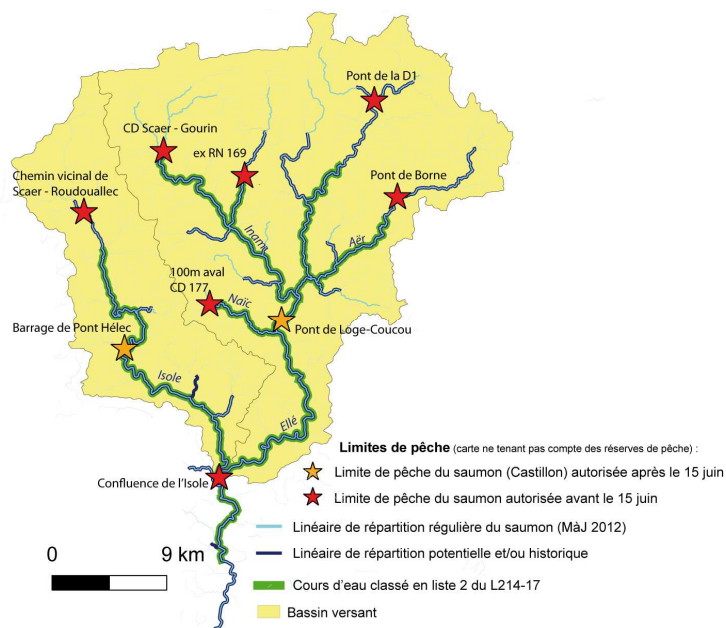 Pont de la D1
CD Scaer - Gourin
ex RN 169
Chemin vicinal de
Scaer - Roudouallec
Pont de Borne
Inam
Aër
100m aval
CD 177
Naïc
Pont de Loge-Coucou
Barrage de Pont Hélec
Isole
Ellé
Confluence de l'Isole
Limites de pêche (carte ne tenant pas compte des réserves de pêche) :
Limite de pêche du saumon (Castillon) autorisée après le 15 juin
Limite de pêche du saumon autorisée avant le 15 juin
Linéaire de répartition régulière du saumon (MàJ 2012)
Linéaire de répartition potentielle et/ou historique
Cours d'eau classé en liste 2 du L214-17
Bassin versant
0 9 km